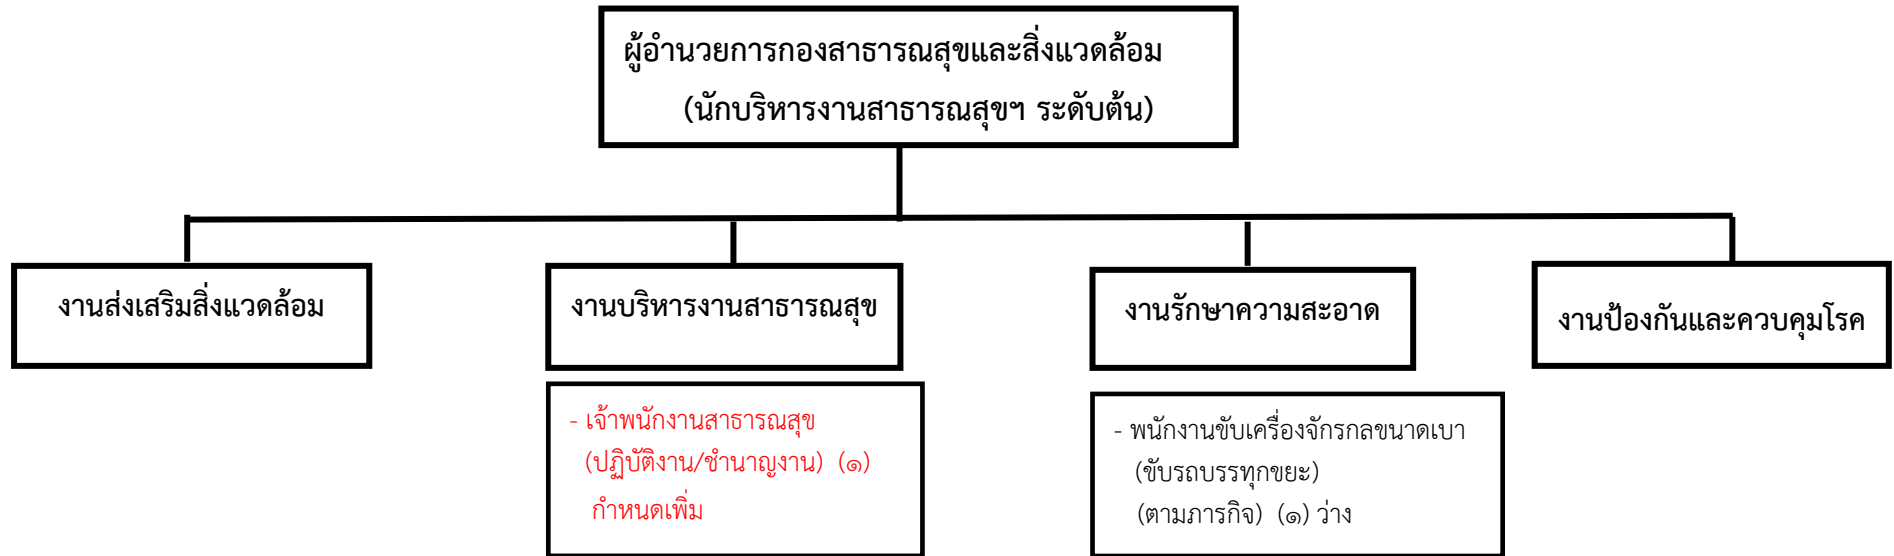 ผู้อำนวยการกองสาธารณสุขและสิ่งแวดล้อม
(นักบริหารงานสาธารณสุขฯ ระดับต้น)
งานส่งเสริมสิ่งแวดล้อม
งานบริหารงานสาธารณสุข
งานรักษาความสะอาด
งานป้องกันและควบคุมโรค
- เจ้าพนักงานสาธารณสุข
(ปฏิบัติงาน/ชำนาญงาน) (๑)
กำหนดเพิ่ม
- พนักงานขับเครื่องจักรกลขนาดเบา
(ขับรถบรรทุกขยะ)
(ตามภารกิจ) (๑) ว่าง